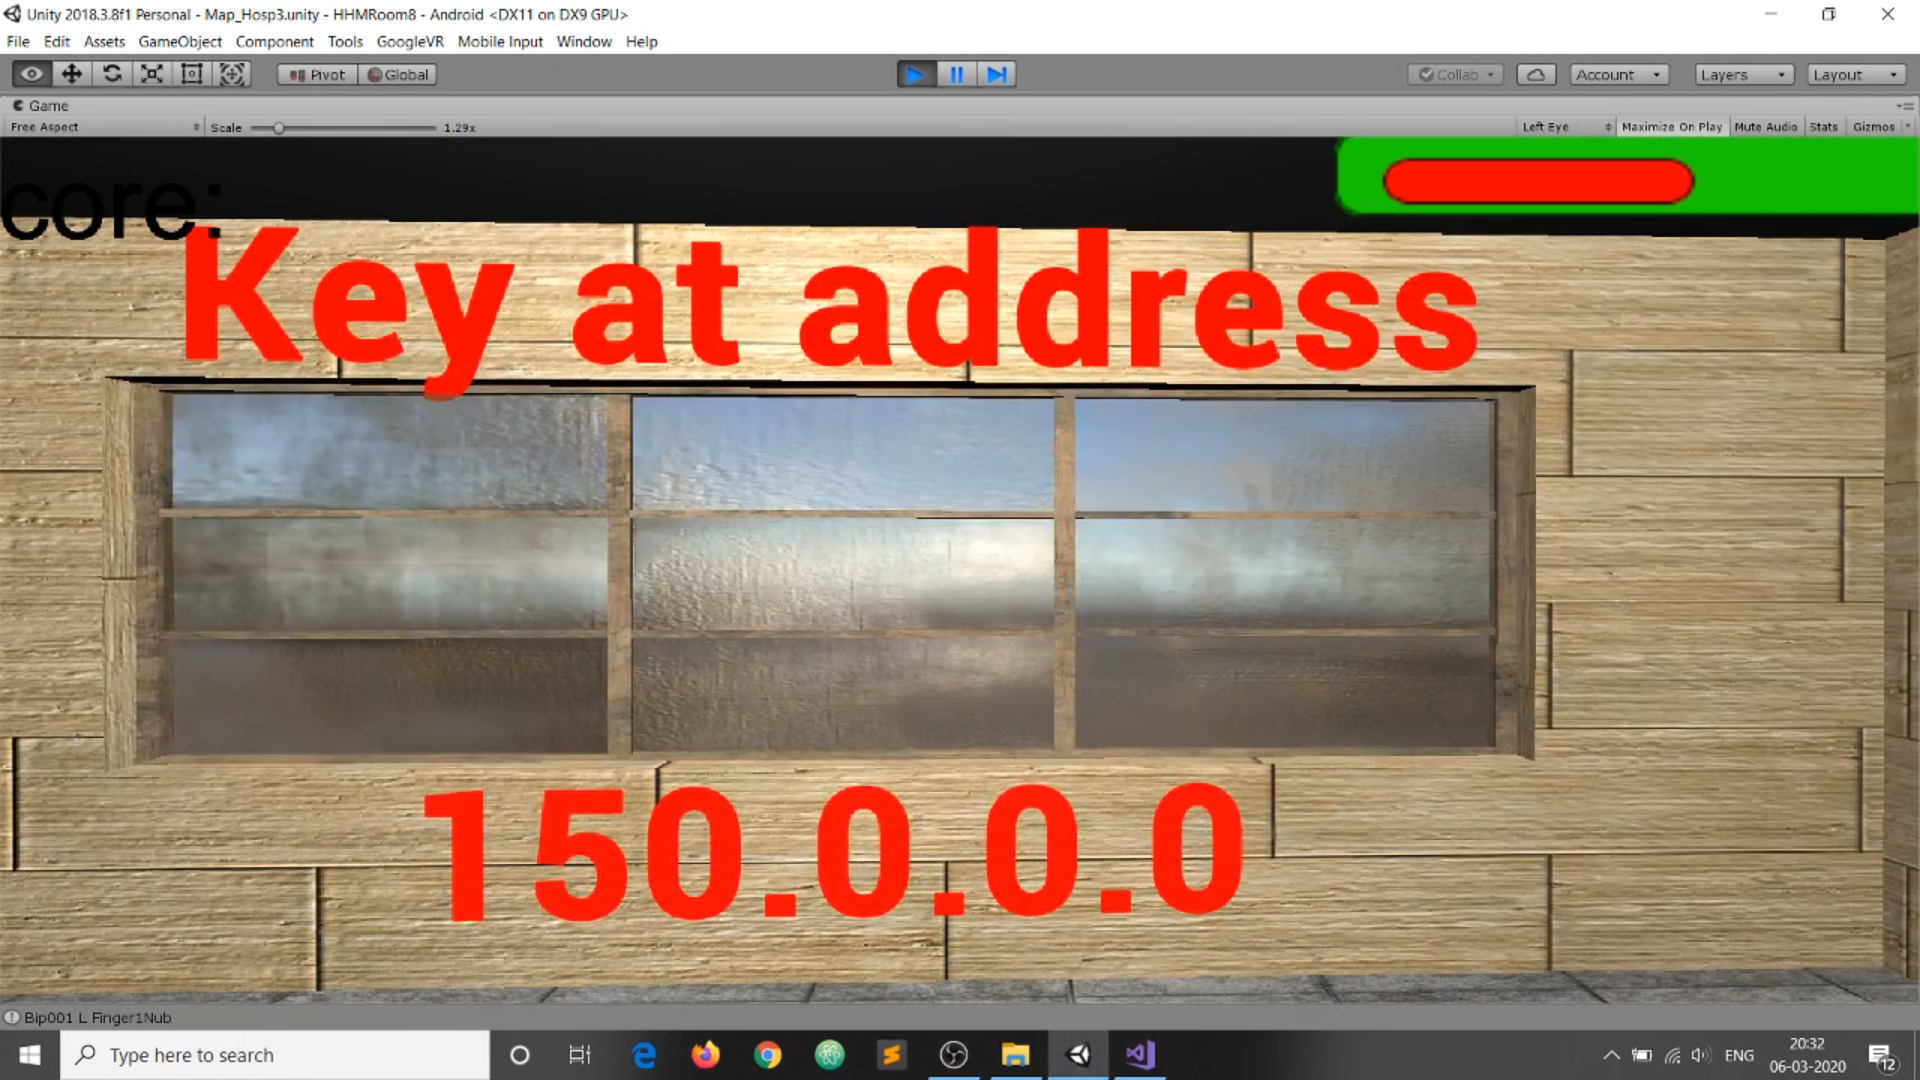 Unity 2018.3.8f1 Personal - Map_Hosp3.unity - HHMRoom8 - Android <DX11 on DX9 GPU>
File Edit Assets GameObject Component Tools GoogleVR Mobile Input Window Help
Pivot Global Collab Account Layers Layout
Game
Free Aspect Scale 1.29x Left Eye Maximize On Play Mute Audio Stats Gizmos
core:
Key at address
150.0.0.0
Bip001 L Finger1Nub
Type here to search
ENG
20:32
06-03-2020
12